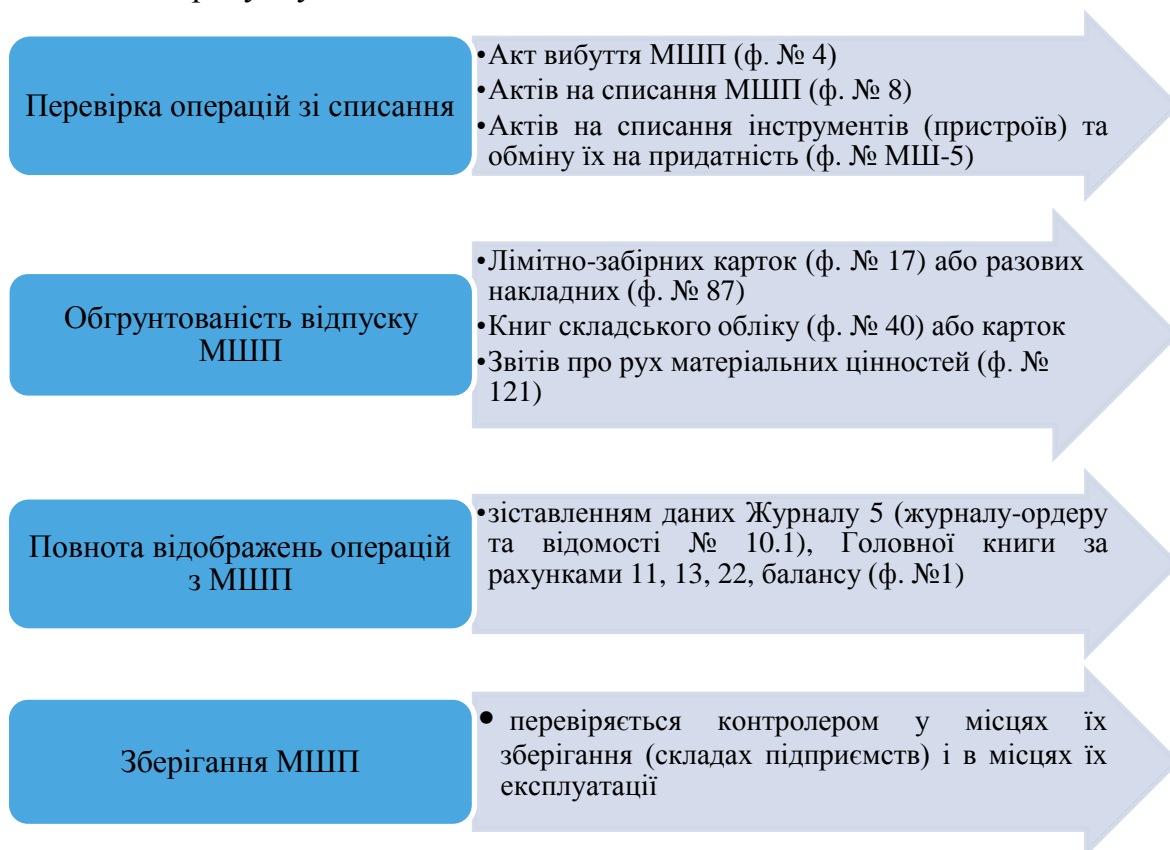 Перевірка операцій зі списання
•Акт вибуття МШП (ф. № 4)
•Актів на списання МШП (ф. № 8)
•Актів на списання інструментів (пристроїв) та
обміну їх на придатність (ф. № МШ-5)
Обгрунтованість відпуску
МШП
•Лімітно-забірних карток (ф. № 17) або разових
накладних (ф. № 87)
•Книг складського обліку (ф. № 40) або карток
•Звітів про рух матеріальних цінностей (ф. №
121)
Повнота відображень операцій
з МШП
•зіставленням даних Журналу 5 (журналу-ордеру
та відомості № 10.1), Головної книги за
рахунками 11, 13, 22, балансу (ф. №1)
Зберігання МШП
• перевіряється контролером у місцях їх
зберігання (складах підприємств) і в місцях їх
експлуатації